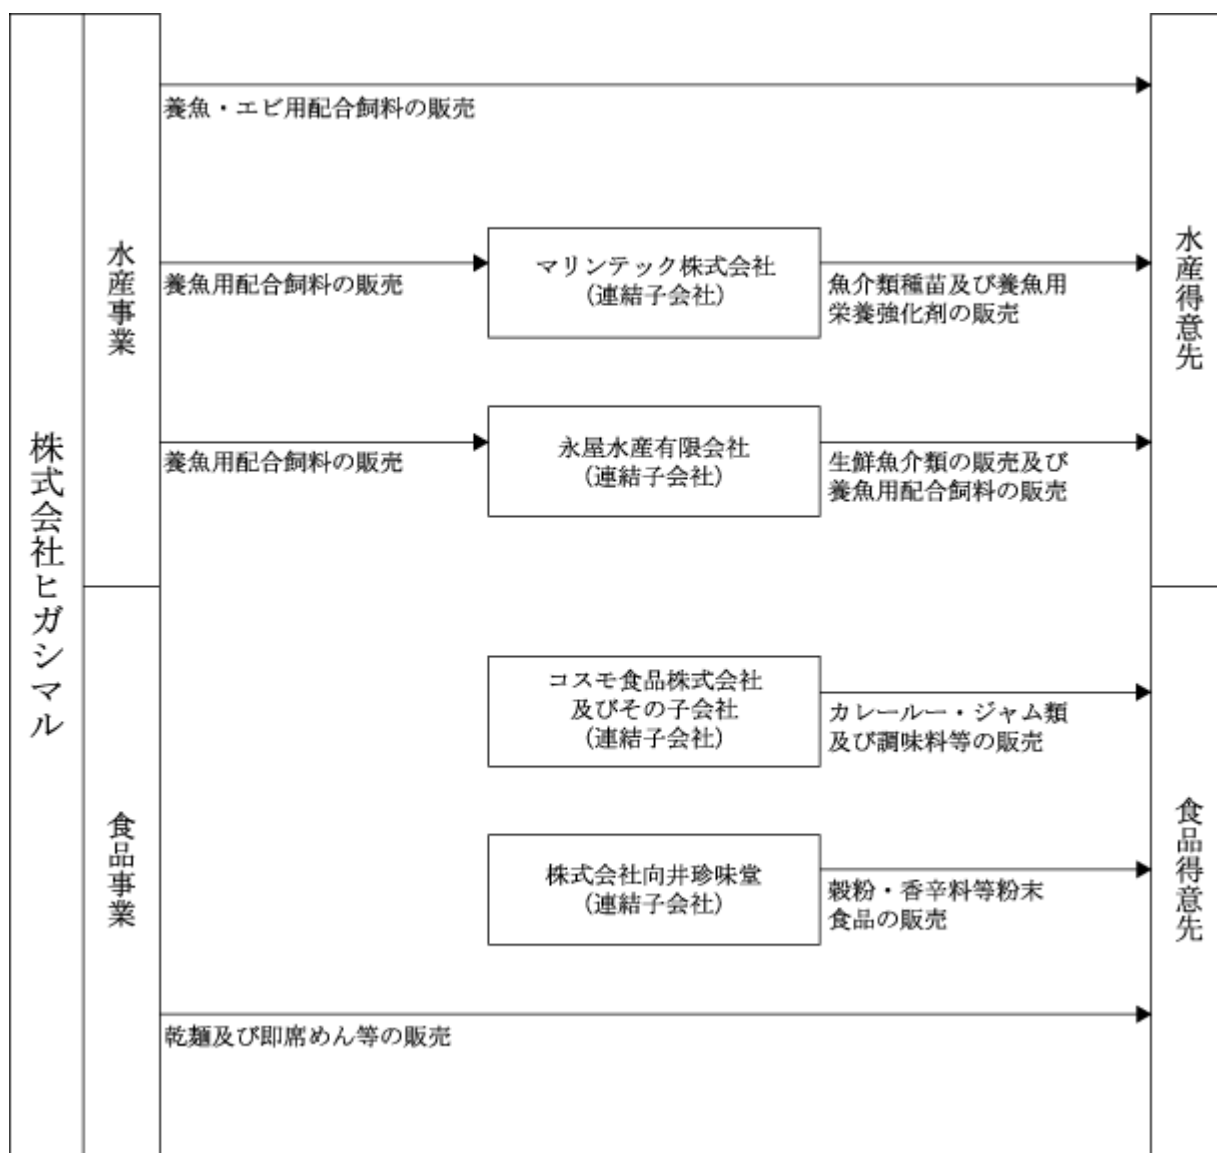 株式会社ヒガシマル
水産事業
養魚・エビ用配合飼料の販売
養魚用配合飼料の販売
マリンテック株式会社
(連結子会社)
魚介類種苗及び養魚用
栄養強化剤の販売
養魚用配合飼料の販売
永屋水産有限会社
(連結子会社)
生鮮魚介類の販売及び
養魚用配合飼料の販売
水産得意先
食品事業
コスモ食品株式会社
及びその子会社
(連結子会社)
カレールー・ジャム類
及び調味料等の販売
株式会社向井珍味堂
(連結子会社)
穀粉・香辛料等粉末
食品の販売
乾麺及び即席めん等の販売
食品得意先